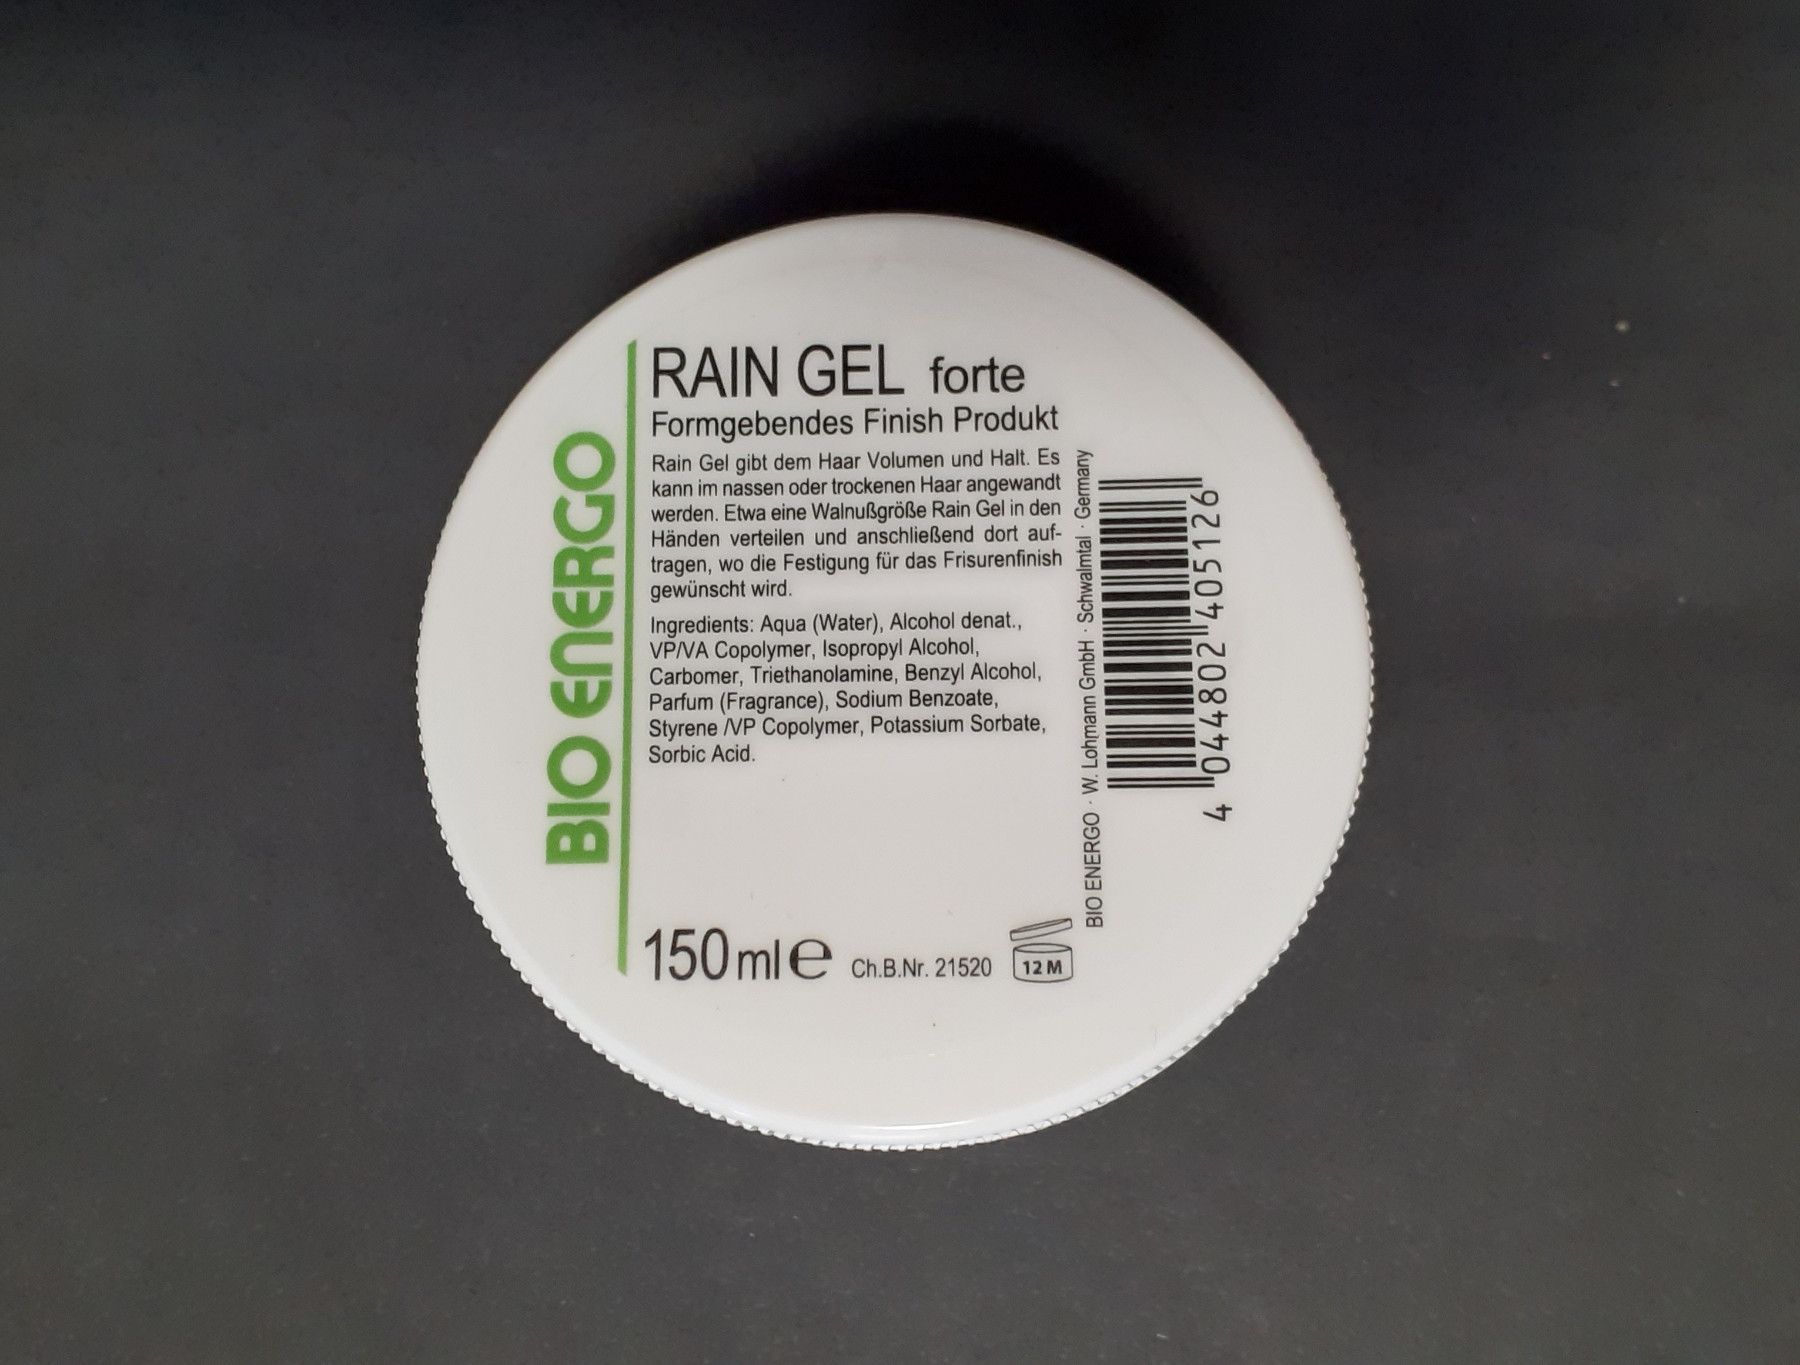 BIO ENERGO
RAIN GEL forte
Formgebendes Finish Produkt
Rain Gel gibt dem Haar Volumen und Halt. Es
kann im nassen oder trockenen Haar angewandt
werden. Etwa eine Walnußgröße Rain Gel in den
Händen verteilen und anschließend dort auf-
tragen, wo die Festigung für das Frisurenfinish
gewünscht wird.
Ingredients: Aqua (Water), Alcohol denat.,
VP/VA Copolymer, Isopropyl Alcohol,
Carbomer, Triethanolamine, Benzyl Alcohol,
Parfum (Fragrance), Sodium Benzoate,
Styrene /VP Copolymer, Potassium Sorbate,
Sorbic Acid.
150 ml e Ch.B.Nr. 21520 12 M
BIO ENERGO · W. Lohmann GmbH · Schwalmtal · Germany
4 044802 405126